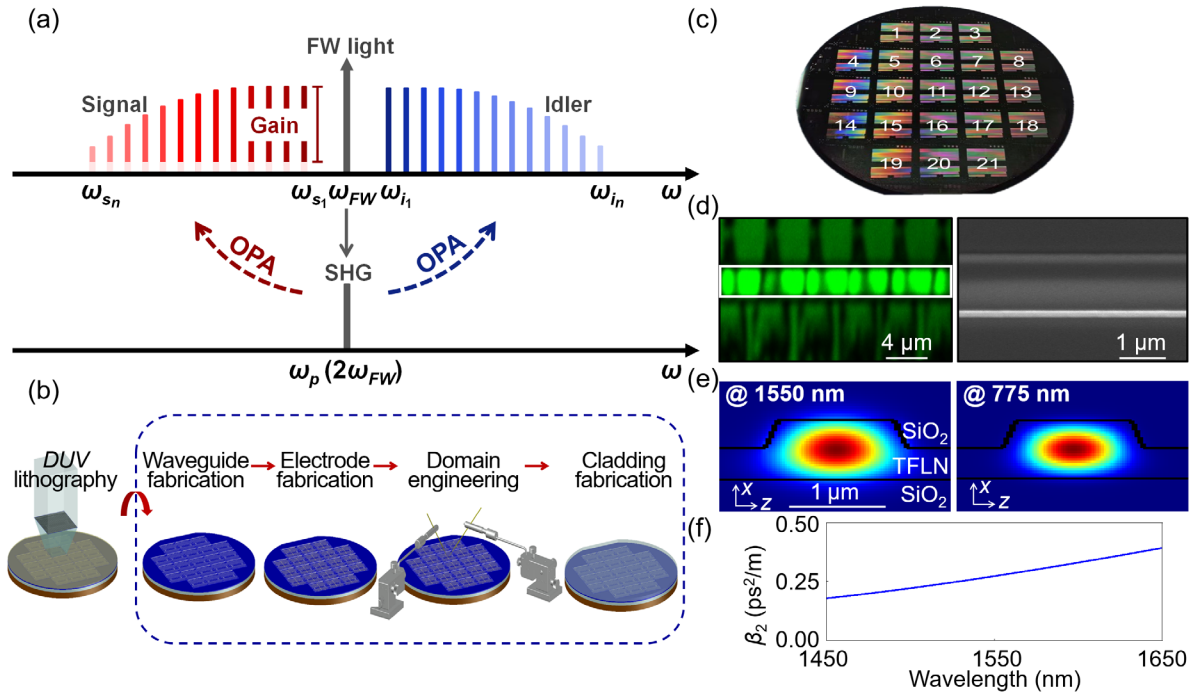 (a)
FW light
Signal
Idler
Gain
ω_{s_n} ω_{s_1} ω_{FW} ω_{i_1} ω_{i_n} ω
OPA OPA
SHG
ω_p (2ω_{FW}) ω
(b)
DUV
lithography
Waveguide
fabrication
Electrode
fabrication
Domain
engineering
Cladding
fabrication
(c)
1 2 3
4 5 6 7 8
9 10 11 12 13
14 15 16 17 18
19 20 21
(d)
4 μm
1 μm
(e)
@ 1550 nm
SiO₂
TFLN
SiO₂
x
z
1 μm
@ 775 nm
x
z
(f)
β₂ (ps²/m)
0.50
0.25
0.00
1450 1550 1650
Wavelength (nm)